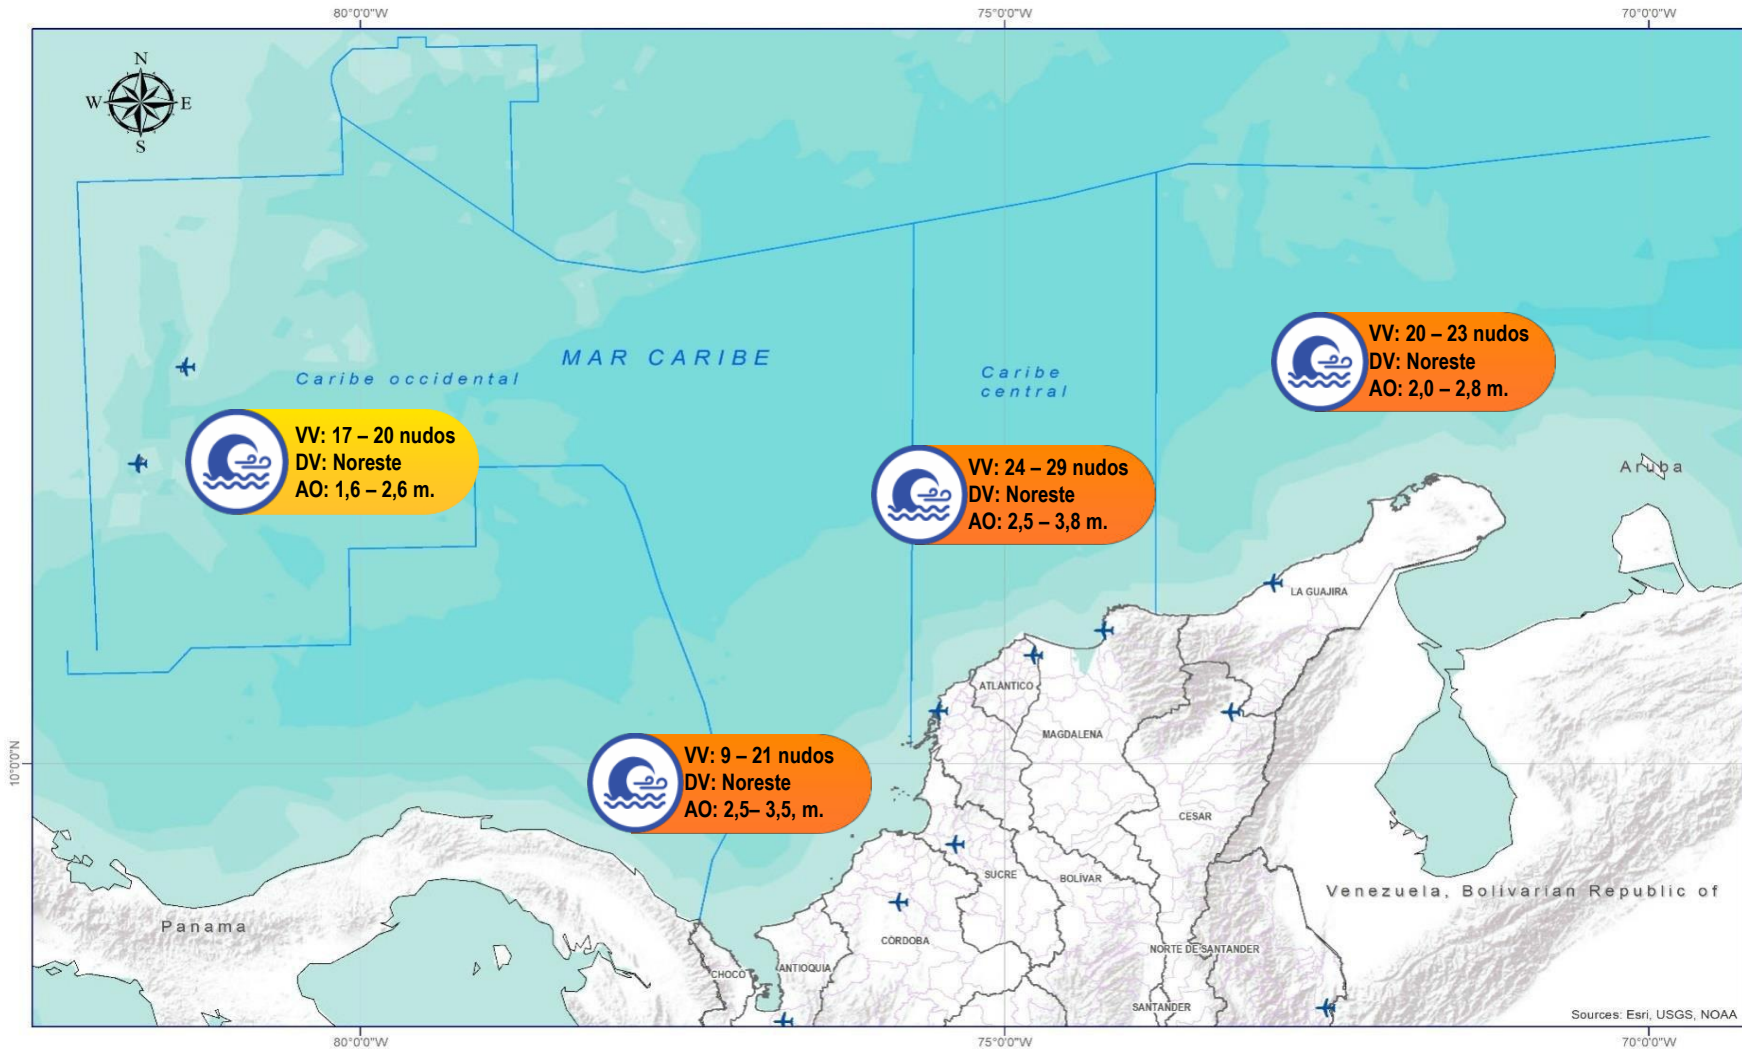 80°0'0"W
75°0'0"W
70°0'0"W
N
W
E
S
MAR CARIBE
Caribe occidental
Caribe
central
VV: 20 – 23 nudos
DV: Noreste
AO: 2,0 – 2,8 m.
VV: 17 – 20 nudos
DV: Noreste
AO: 1,6 – 2,6 m.
VV: 24 – 29 nudos
DV: Noreste
AO: 2,5 – 3,8 m.
Aruba
LA GUAJIRA
ATLÁNTICO
MAGDALENA
VV: 9 – 21 nudos
DV: Noreste
AO: 2,5– 3,5, m.
10°0'0"N
CESAR
SUCRE
BOLÍVAR
Venezuela, Bolivarian Republic of
Panama
CÓRDOBA
NORTE DE SANTANDER
CHOCÓ
ANTIOQUIA
SANTANDER
Sources: Esri, USGS, NOAA
80°0'0"W
75°0'0"W
70°0'0"W